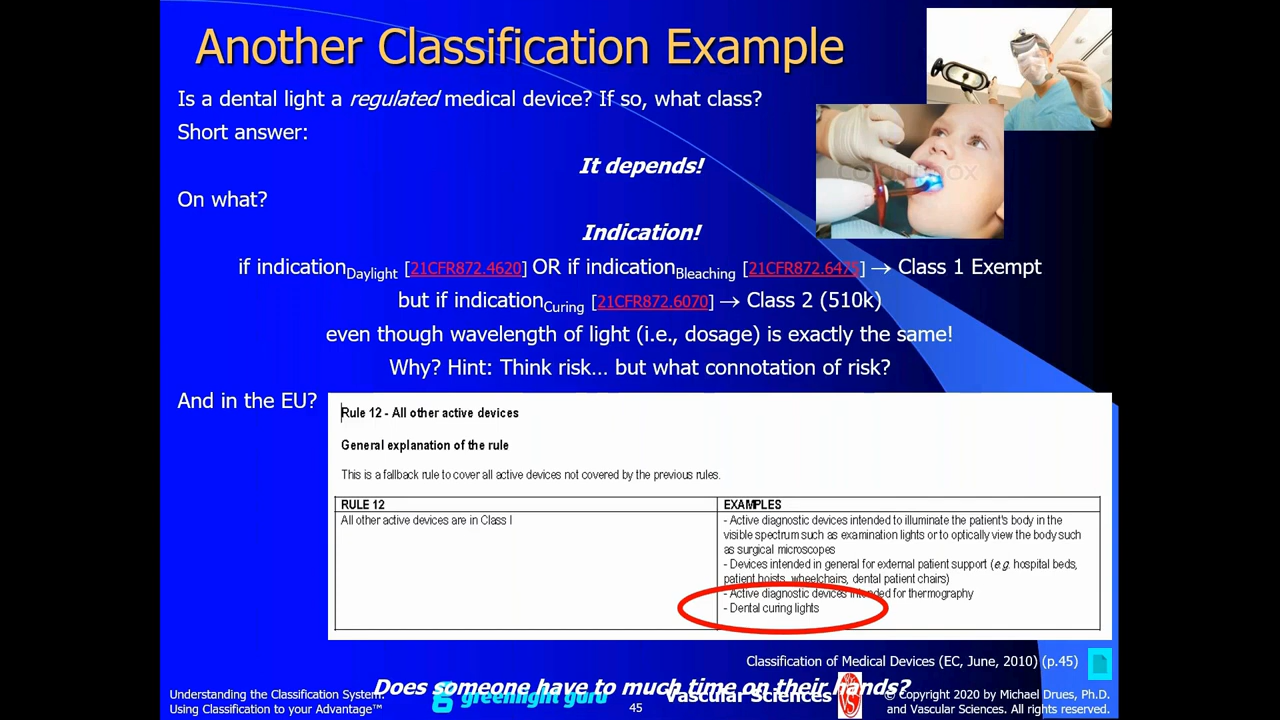 Another Classification Example
Is a dental light a regulated medical device? If so, what class?
Short answer:
It depends!
On what?
Indication!
if indicationDaylight [21CFR872.4620] OR if indicationBleaching [21CFR872.6475] → Class 1 Exempt
but if indicationCuring [21CFR872.6070] → Class 2 (510k)
even though wavelength of light (i.e., dosage) is exactly the same!
Why? Hint: Think risk... but what connotation of risk?
And in the EU?
Rule 12 - All other active devices
General explanation of the rule
This is a fallback rule to cover all active devices not covered by the previous rules.
RULE 12
All other active devices are in Class I
EXAMPLES
- Active diagnostic devices intended to illuminate the patient's body in the
visible spectrum such as examination lights or to optically view the body such
as surgical microscopes
- Devices intended in general for external patient support (e.g. hospital beds,
patient hoists, wheelchairs, dental patient chairs)
- Active diagnostic devices intended for thermography
- Dental curing lights
Classification of Medical Devices (EC, June, 2010) (p.45)
Does someone have to much time on their hands?
Understanding the Classification System:
Using Classification to your Advantage™
greenlight guru
45
Vascular Sciences
VS
© Copyright 2020 by Michael Drues, Ph.D.
and Vascular Sciences. All rights reserved.